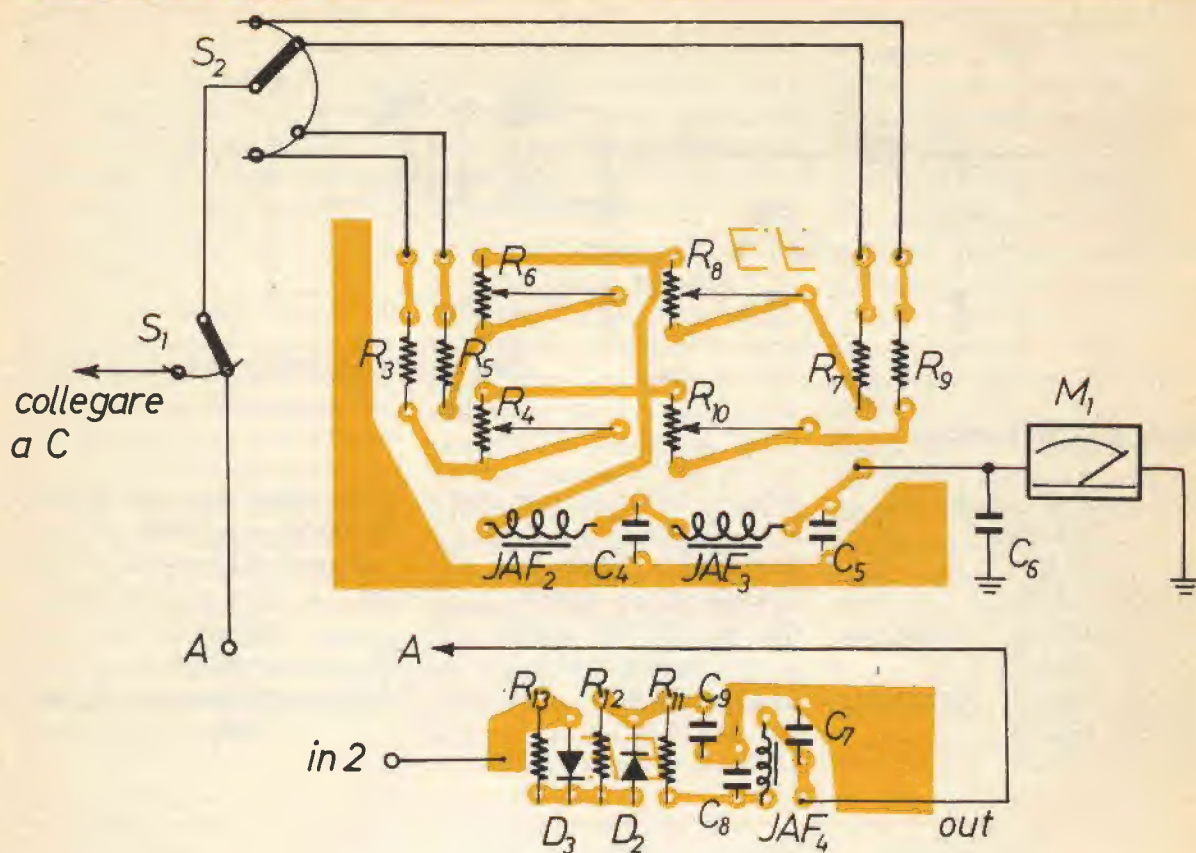 S2
R6
R8
EE
S1
R3
R5
R7
R9
collegare
a C
R4
R10
M1
JAF2
C4
JAF3
C5
C6
A
A
R13
R12
R11
C9
C7
in 2
C8
D3
D2
JAF4
out